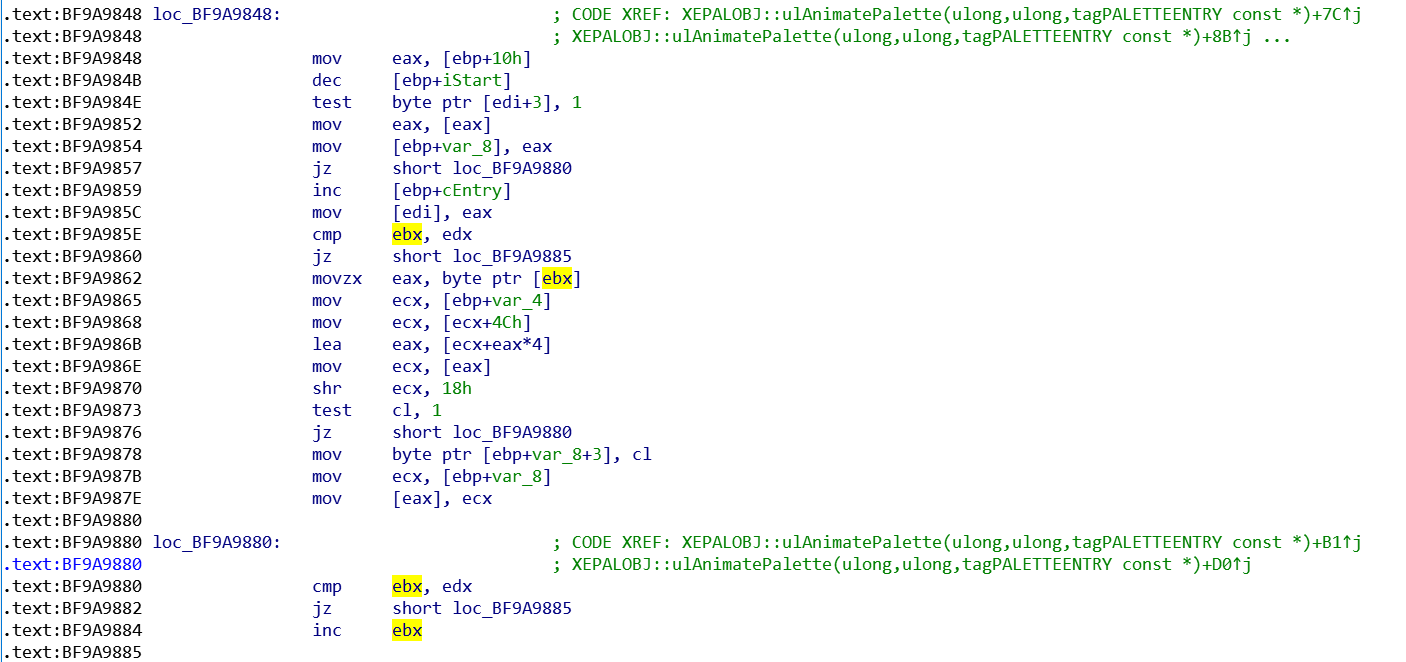 .text:BF9A9848 loc_BF9A9848: ; CODE XREF: XEPALOBJ::ulAnimatePalette(ulong,ulong,tagPALETTEENTRY const *)+7C↑j
.text:BF9A9848 ; XEPALOBJ::ulAnimatePalette(ulong,ulong,tagPALETTEENTRY const *)+8B↑j ...
.text:BF9A9848 mov eax, [ebp+10h]
.text:BF9A984B dec [ebp+iStart]
.text:BF9A984E test byte ptr [edi+3], 1
.text:BF9A9852 mov eax, [eax]
.text:BF9A9854 mov [ebp+var_8], eax
.text:BF9A9857 jz short loc_BF9A9880
.text:BF9A9859 inc [ebp+cEntry]
.text:BF9A985C mov [edi], eax
.text:BF9A985E cmp ebx, edx
.text:BF9A9860 jz short loc_BF9A9885
.text:BF9A9862 movzx eax, byte ptr [ebx]
.text:BF9A9865 mov ecx, [ebp+var_4]
.text:BF9A9868 mov ecx, [ecx+4Ch]
.text:BF9A986B lea eax, [ecx+eax*4]
.text:BF9A986E mov ecx, [eax]
.text:BF9A9870 shr ecx, 18h
.text:BF9A9873 test cl, 1
.text:BF9A9876 jz short loc_BF9A9880
.text:BF9A9878 mov byte ptr [ebp+var_8+3], cl
.text:BF9A987B mov ecx, [ebp+var_8]
.text:BF9A987E mov [eax], ecx
.text:BF9A9880
.text:BF9A9880 loc_BF9A9880: ; CODE XREF: XEPALOBJ::ulAnimatePalette(ulong,ulong,tagPALETTEENTRY const *)+B1↑j
.text:BF9A9880 ; XEPALOBJ::ulAnimatePalette(ulong,ulong,tagPALETTEENTRY const *)+D0↑j
.text:BF9A9880 cmp ebx, edx
.text:BF9A9882 jz short loc_BF9A9885
.text:BF9A9884 inc ebx
.text:BF9A9885